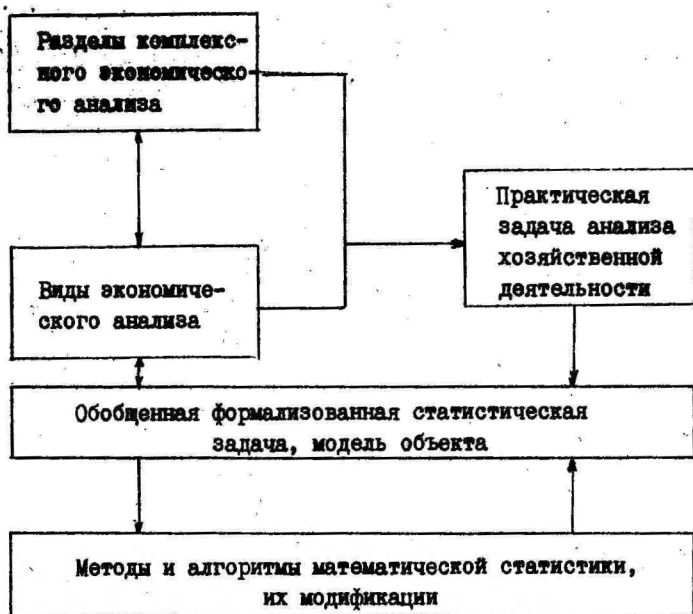 Разделы комплекс-
ного экономическо-
го анализа
Практическая
задача анализа
хозяйственной
деятельности
Виды экономиче-
ского анализа
Обобщенная формализованная статистическая
задача, модель объекта
Методы и алгоритмы математической статистики,
их модификации